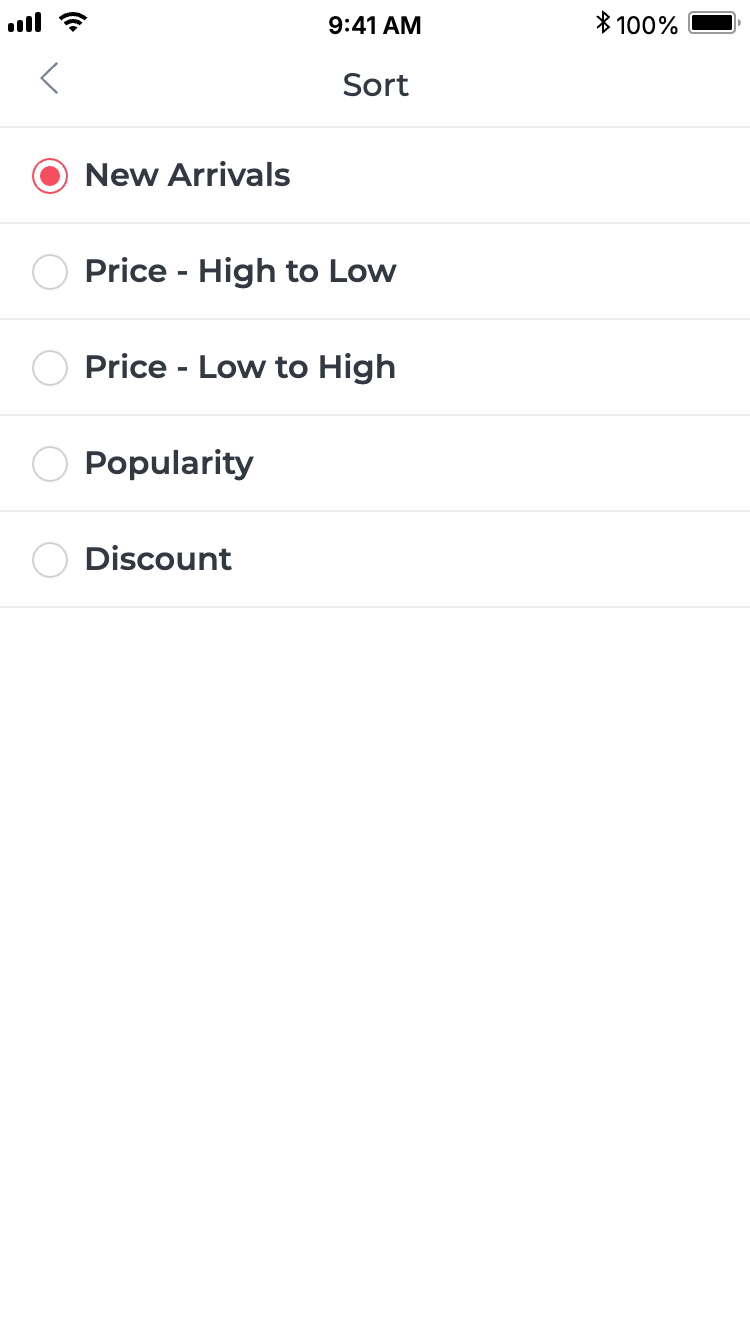 9:41 AM
100%
Sort
New Arrivals
Price - High to Low
Price - Low to High
Popularity
Discount